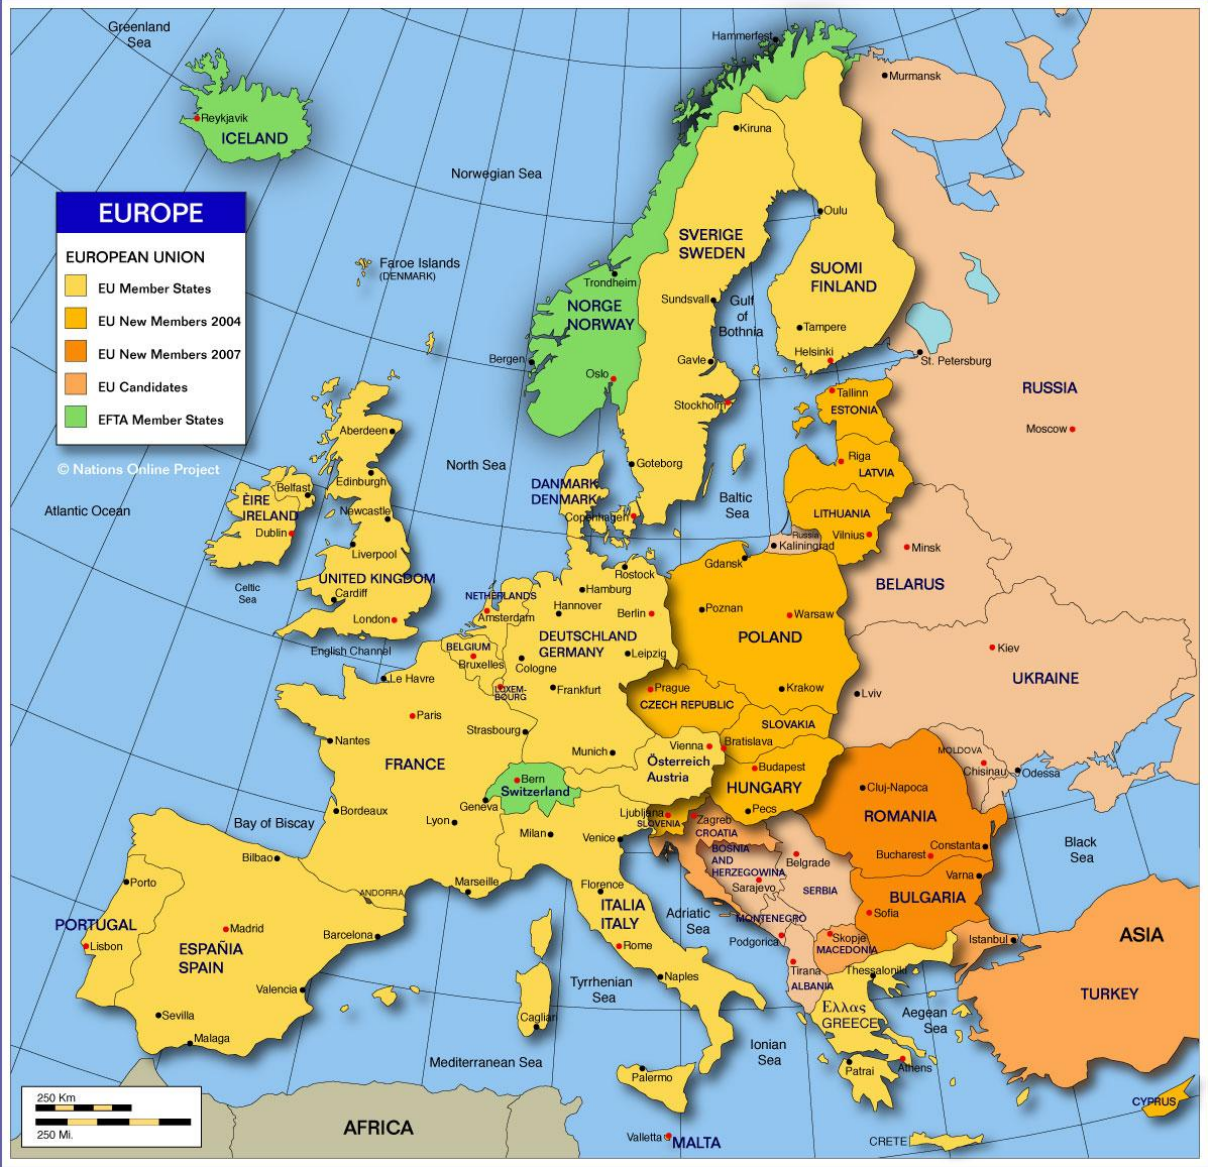 Greenland
Sea
Hammerfest
Murmansk
Reykjavik
ICELAND
Kiruna
Norwegian Sea
EUROPE
EUROPEAN UNION
EU Member States
EU New Members 2004
EU New Members 2007
EU Candidates
EFTA Member States
© Nations Online Project
Oulu
SVERIGE
SWEDEN
Faroe Islands
(DENMARK)
SUOMI
FINLAND
Trondheim
NORGE
NORWAY
Sundsvall
Gulf
of
Bothnia
Tampere
Helsinki
Bergen
Gavle
St. Petersburg
Oslo
RUSSIA
Stockholm
Tallinn
ESTONIA
Moscow
Aberdeen
Riga
LATVIA
North Sea
Goteborg
Edinburgh
DANMARK
DENMARK
Belfast
ÈIRE
IRELAND
Atlantic Ocean
Newcastle
Copenhagen
Baltic
Sea
LITHUANIA
Dublin
Russia
Vilnius
Kaliningrad
Minsk
Liverpool
Gdansk
Rostock
BELARUS
UNITED KINGDOM
Celtic
Sea
Cardiff
NETHERLANDS
Hamburg
Hannover
Berlin
Poznan
Warsaw
London
Amsterdam
DEUTSCHLAND
GERMANY
POLAND
English Channel
BELGIUM
Bruxelles
Leipzig
Cologne
Kiev
UKRAINE
Le Havre
LUXEM-
BOURG
Frankfurt
Prague
Krakow
Lviv
CZECH REPUBLIC
Paris
SLOVAKIA
Strasbourg
Nantes
Munich
Vienna
Bratislava
MOLDOVA
FRANCE
Österreich
Austria
Budapest
Chisinau
Odessa
Bern
Switzerland
HUNGARY
Cluj-Napoca
Geneva
Bordeaux
Pecs
ROMANIA
Lyon
Ljubljana
SLOVENIA
Zagreb
CROATIA
Bay of Biscay
Milan
Venice
Constanta
Black
Sea
Bilbao
BOSNIA
AND
HERZEGOWINA
Belgrade
Bucharest
Porto
Marseille
Florence
Sarajevo
SERBIA
Varna
ANDORRA
BULGARIA
ITALIA
ITALY
Adriatic
Sea
MONTENEGRO
Sofia
PORTUGAL
Madrid
Lisbon
ESPAÑIA
SPAIN
Barcelona
Rome
Podgorica
Skopje
MACEDONIA
Istanbul
ASIA
Tirana
ALBANIA
Thessaloniki
Valencia
Tyrrhenian
Sea
Naples
TURKEY
Ελλας
GREECE
Sevilla
Cagliari
Aegean
Sea
Malaga
Mediterranean Sea
Ionian
Sea
Palermo
Patrai
Athens
250 Km
250 Mi.
AFRICA
CYPRUS
Valletta
MALTA
CRETE